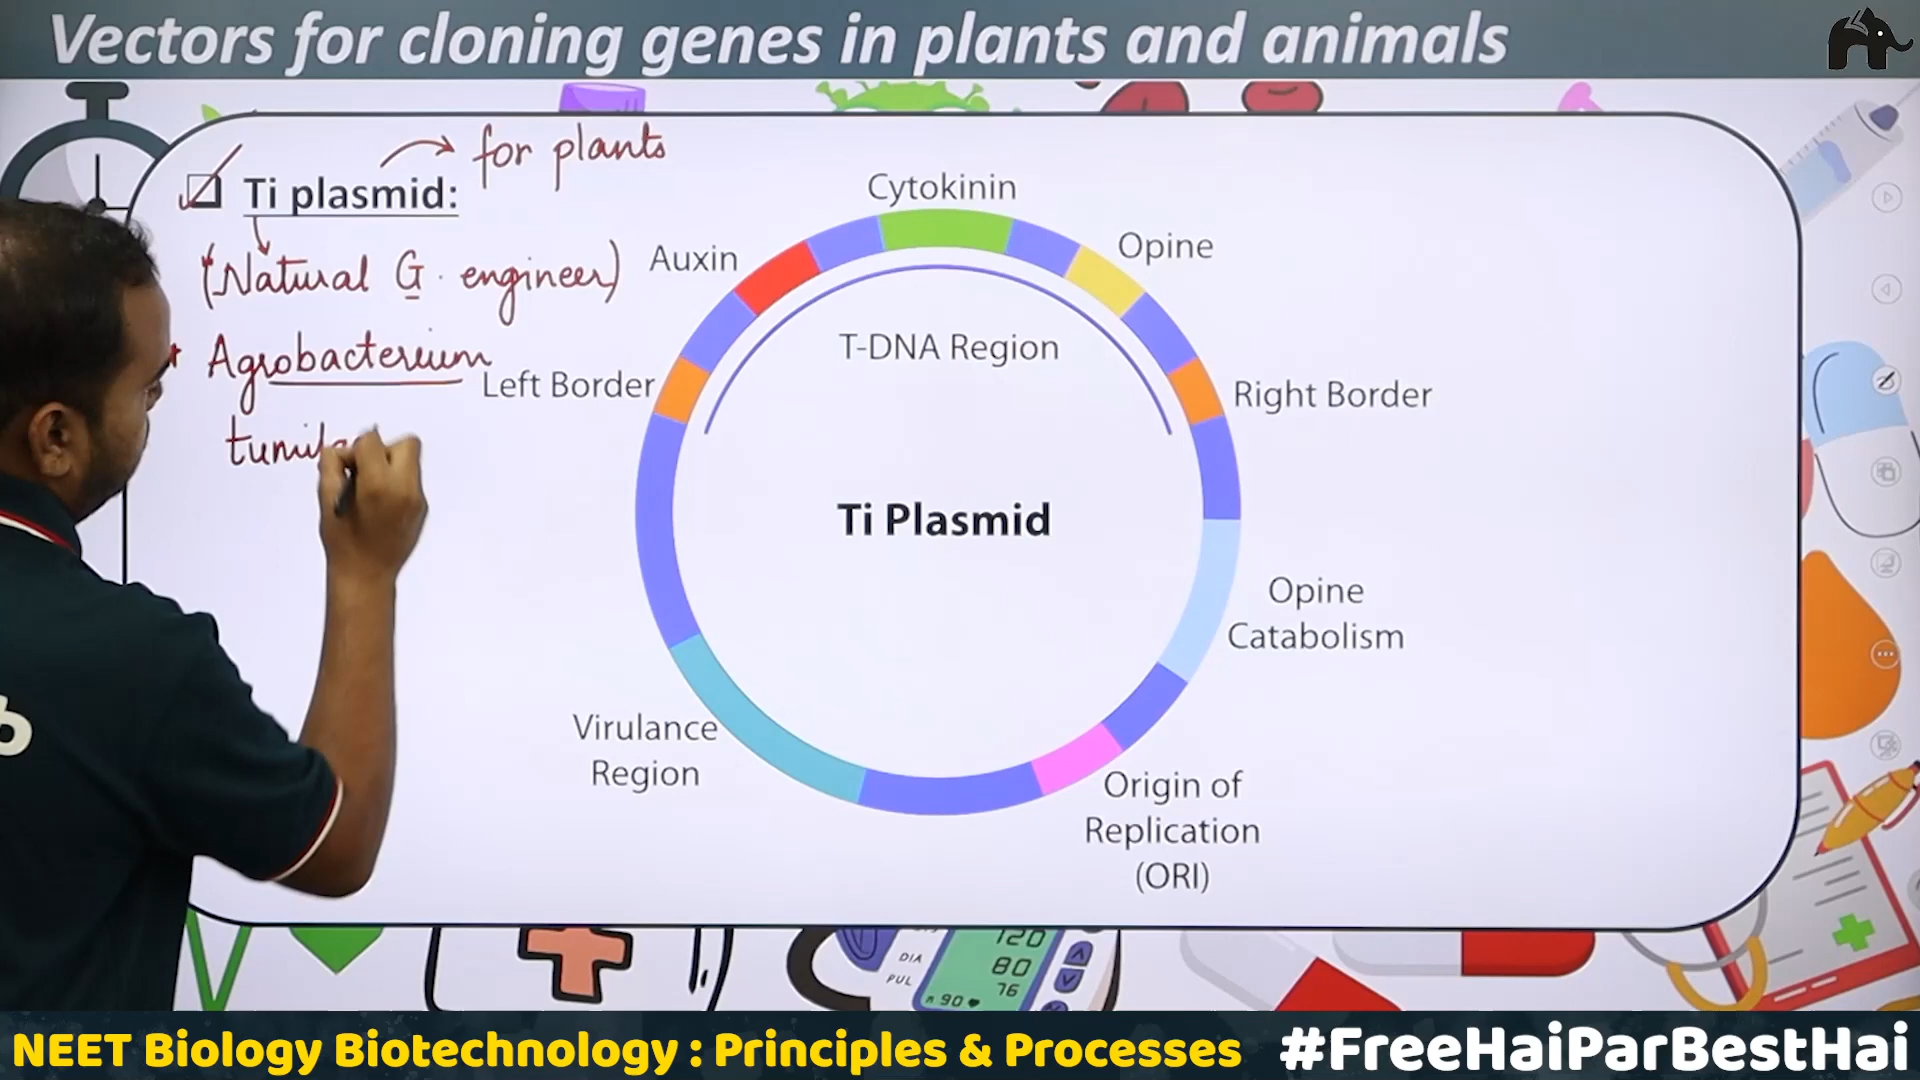 Vectors for cloning genes in plants and animals
for plants
Ti plasmid:
(Natural G. engineer)
Agrobacterium
Cytokinin
Auxin
Opine
T-DNA Region
Left Border
Right Border
Ti Plasmid
Opine
Catabolism
Virulance
Region
Origin of
Replication
(ORI)
120
DIA
80
PUL
76
90
NEET Biology Biotechnology : Principles & Processes
#FreeHaiParBestHai